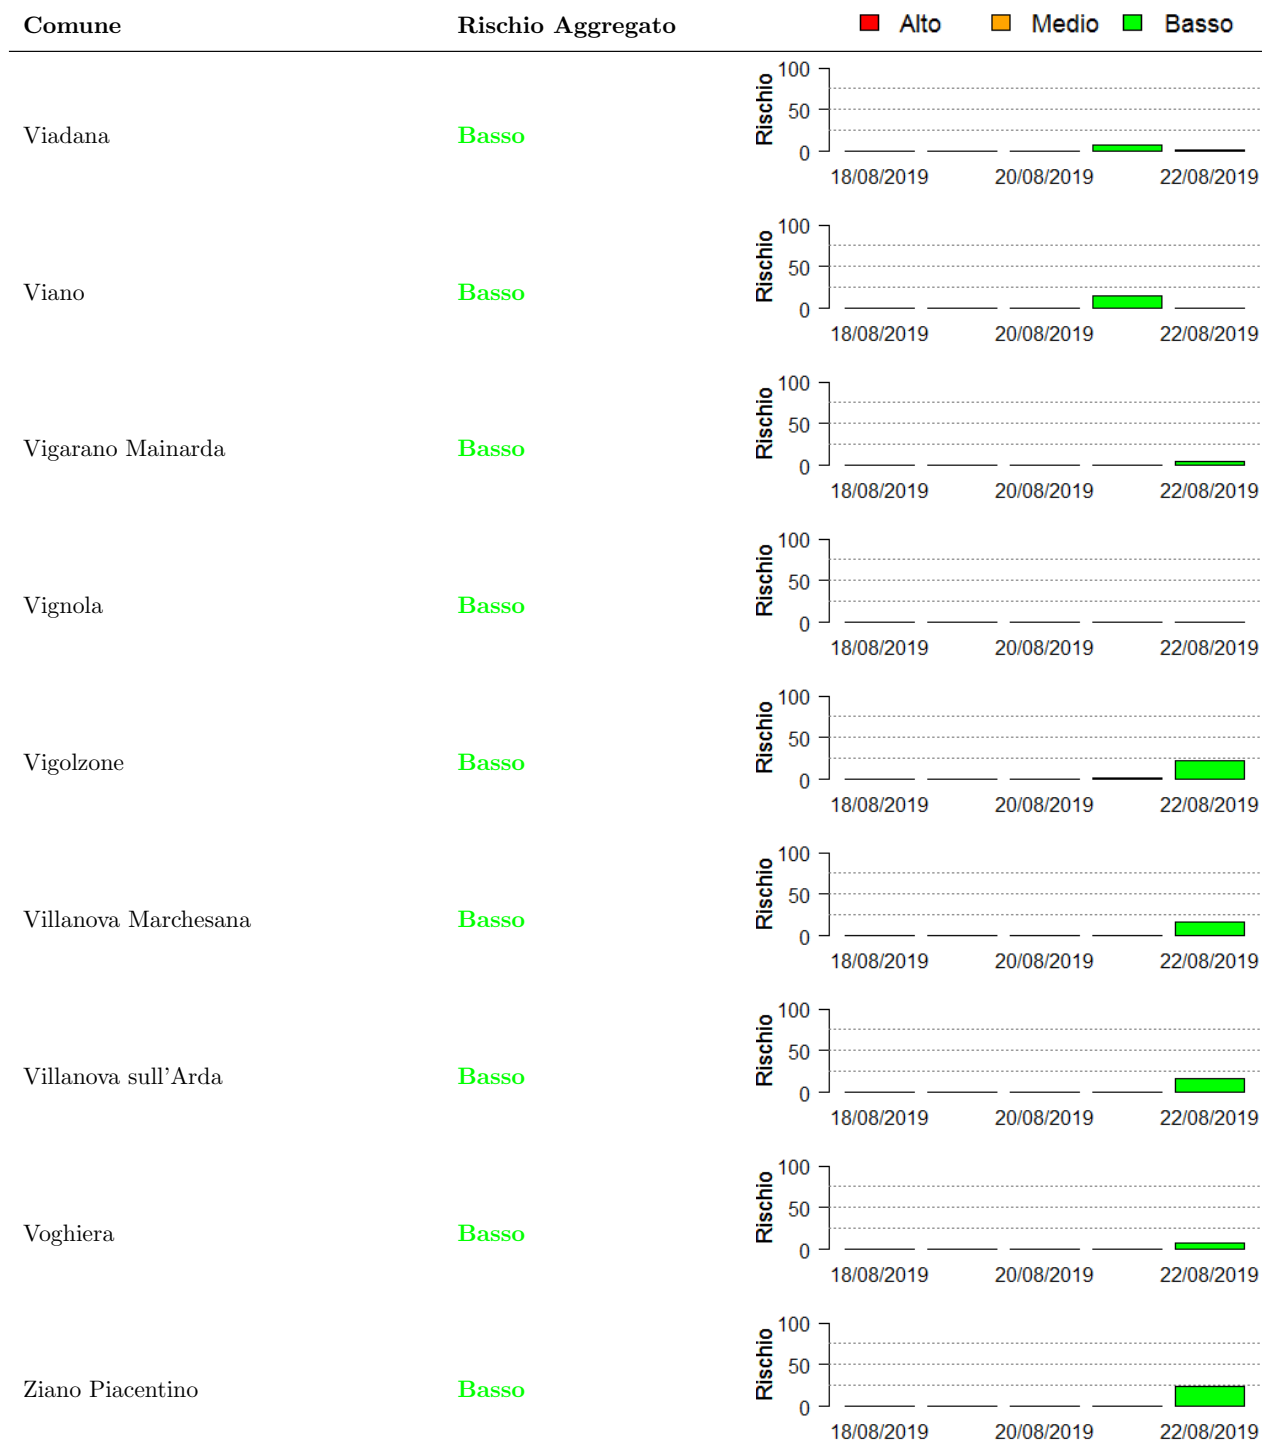 Comune Rischio Aggregato Alto Medio Basso
Viadana Basso Rischio 100 50 0
18/08/2019 20/08/2019 22/08/2019
Viano Basso Rischio 100 50 0
18/08/2019 20/08/2019 22/08/2019
Vigarano Mainarda Basso Rischio 100 50 0
18/08/2019 20/08/2019 22/08/2019
Vignola Basso Rischio 100 50 0
18/08/2019 20/08/2019 22/08/2019
Vigolzone Basso Rischio 100 50 0
18/08/2019 20/08/2019 22/08/2019
Villanova Marchesana Basso Rischio 100 50 0
18/08/2019 20/08/2019 22/08/2019
Villanova sull'Arda Basso Rischio 100 50 0
18/08/2019 20/08/2019 22/08/2019
Voghiera Basso Rischio 100 50 0
18/08/2019 20/08/2019 22/08/2019
Ziano Piacentino Basso Rischio 100 50 0
18/08/2019 20/08/2019 22/08/2019